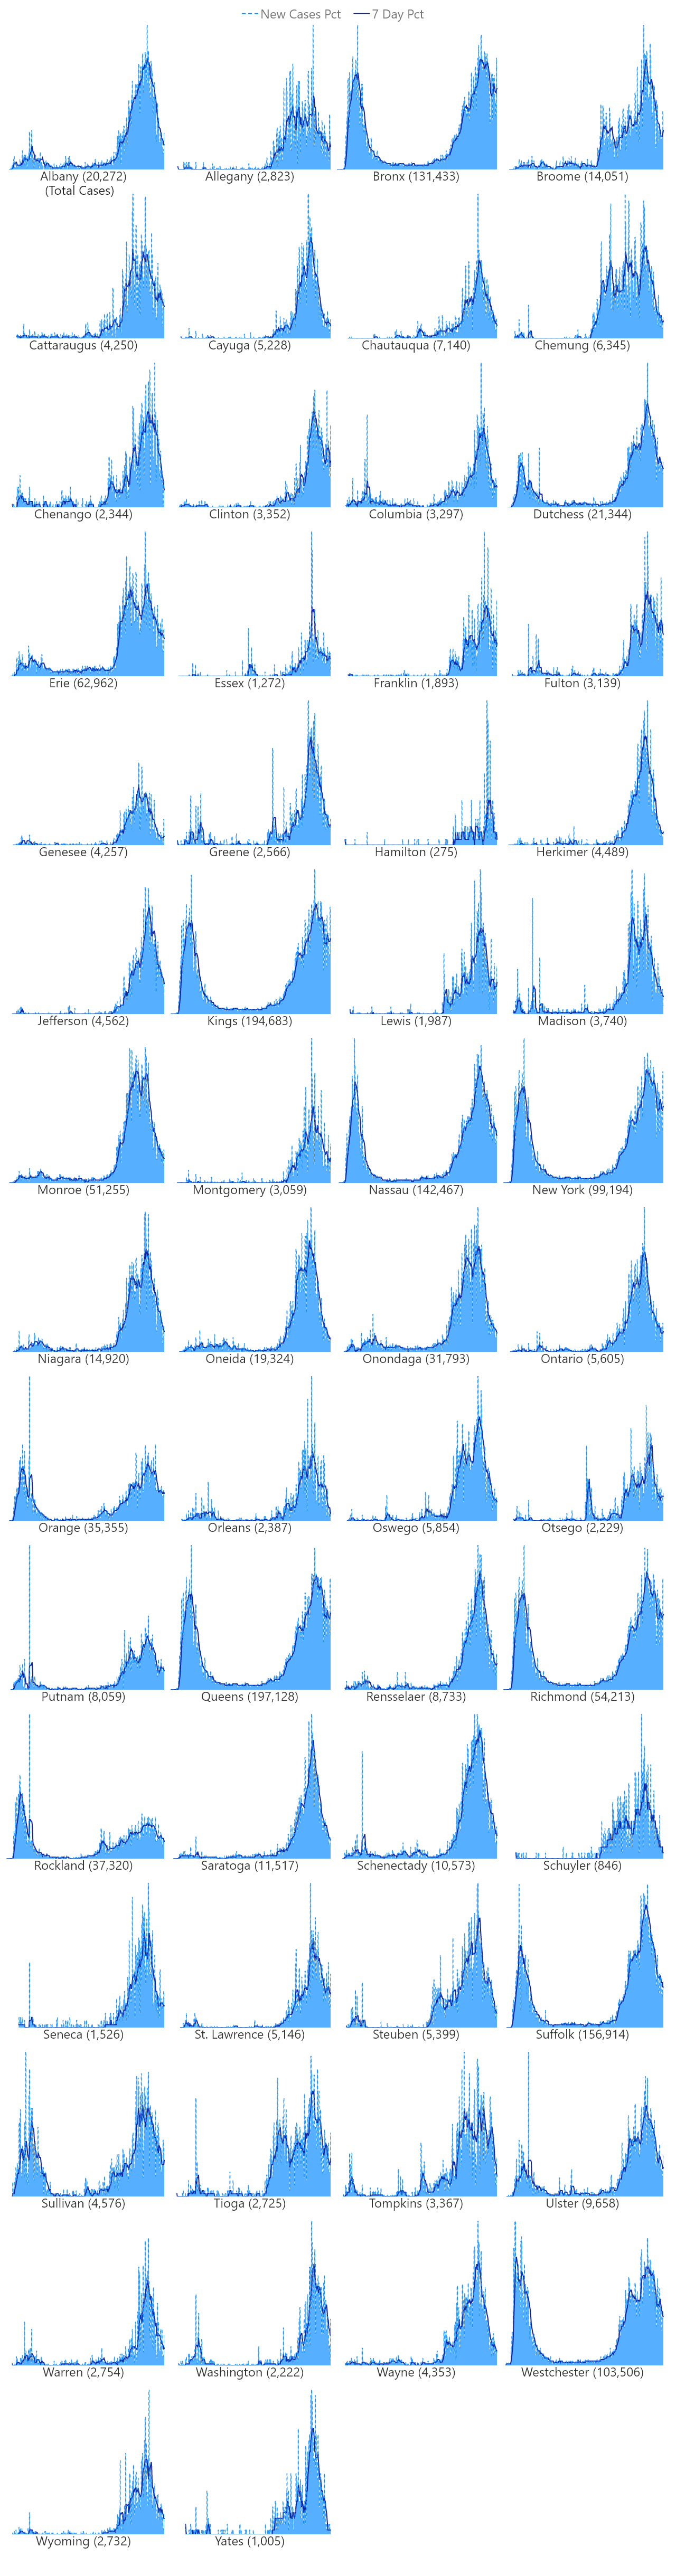 New Cases Pct 7 Day Pct
Albany (20,272) Allegany (2,823) Bronx (131,433) Broome (14,051)
(Total Cases)
Cattaraugus (4,250) Cayuga (5,228) Chautauqua (7,140) Chemung (6,345)
Chenango (2,344) Clinton (3,352) Columbia (3,297) Dutchess (21,344)
Erie (62,962) Essex (1,272) Franklin (1,893) Fulton (3,139)
Genesee (4,257) Greene (2,566) Hamilton (275) Herkimer (4,489)
Jefferson (4,562) Kings (194,683) Lewis (1,987) Madison (3,740)
Monroe (51,255) Montgomery (3,059) Nassau (142,467) New York (99,194)
Niagara (14,920) Oneida (19,324) Onondaga (31,793) Ontario (5,605)
Orange (35,355) Orleans (2,387) Oswego (5,854) Otsego (2,229)
Putnam (8,059) Queens (197,128) Rensselaer (8,733) Richmond (54,213)
Rockland (37,320) Saratoga (11,517) Schenectady (10,573) Schuyler (846)
Seneca (1,526) St. Lawrence (5,146) Steuben (5,399) Suffolk (156,914)
Sullivan (4,576) Tioga (2,725) Tompkins (3,367) Ulster (9,658)
Warren (2,754) Washington (2,222) Wayne (4,353) Westchester (103,506)
Wyoming (2,732) Yates (1,005)